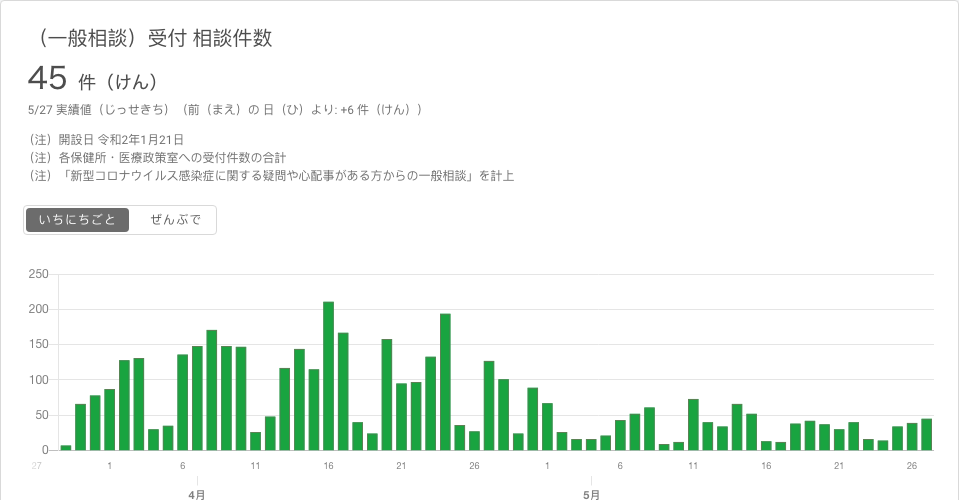 （一般相談）受付 相談件数
45 件（けん）
5/27 実績値（じっせきち）（前（まえ）の 日（ひ）より: +6 件（けん））
（注）開設日 令和2年1月21日
（注）各保健所・医療政策室への受付件数の合計
（注）「新型コロナウイルス感染症に関する疑問や心配事がある方からの一般相談」を計上
いちにちごと ぜんぶで
250
200
150
100
50
0
27 1 6 11 16 21 26 1 6 11 16 21 26
4月 5月